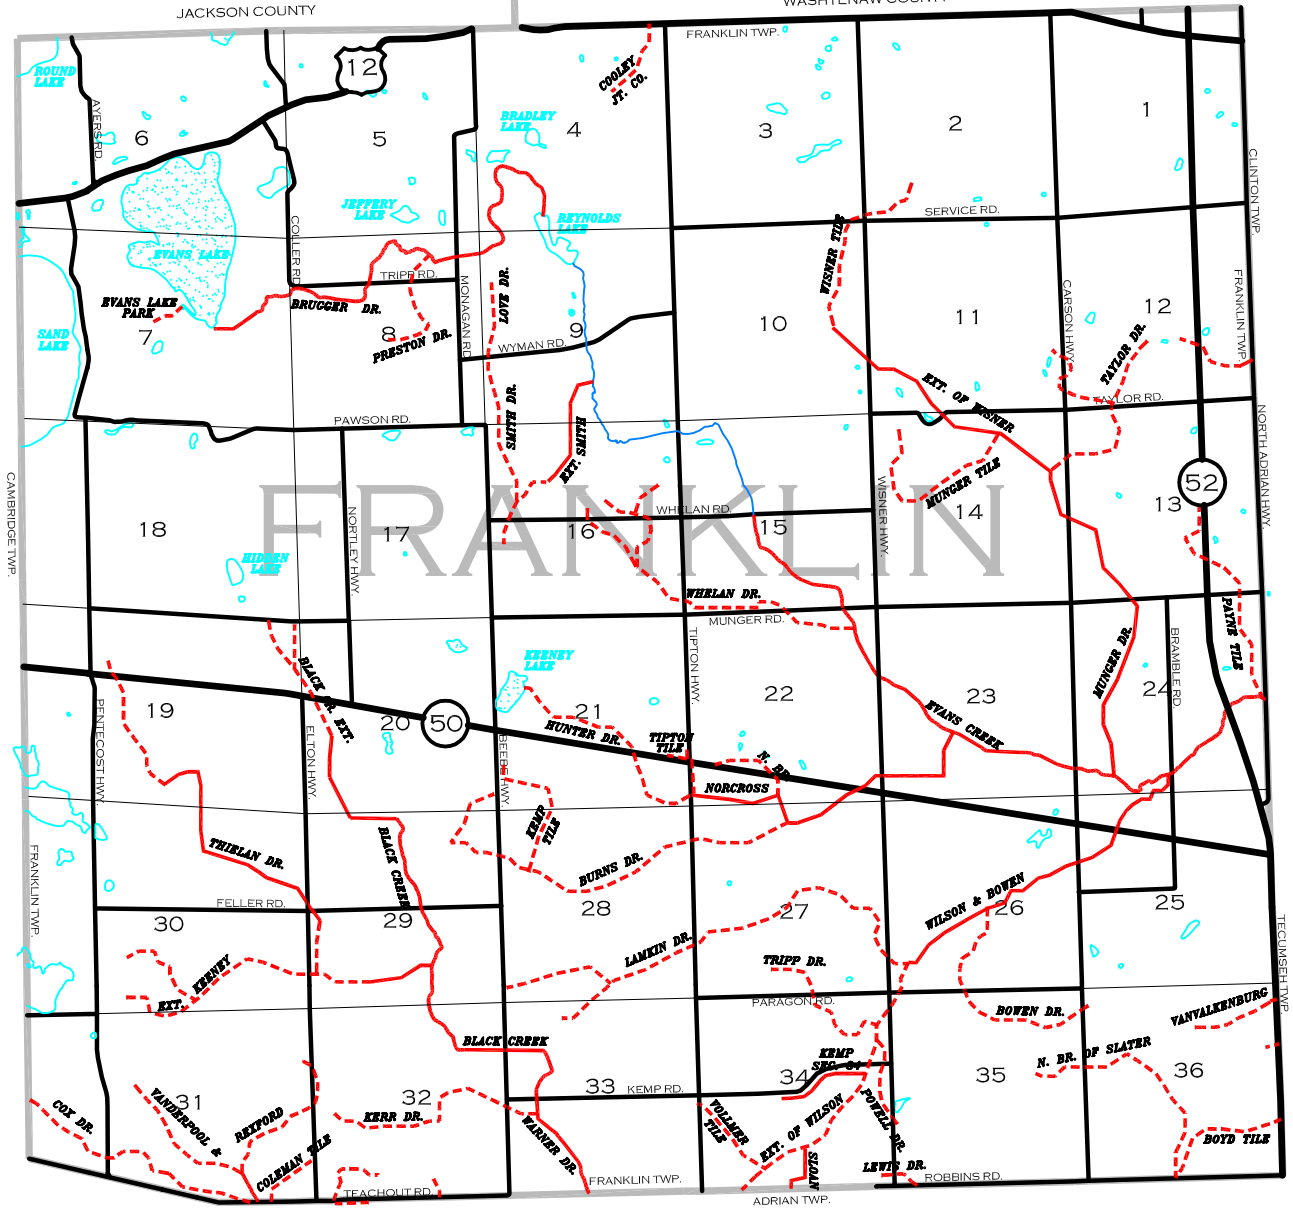 JACKSON COUNTY
WASHTENAW COUNTY
FRANKLIN TWP.
12
ROUND
LAKE
COOLEY
JT. CO.
AYERS RD.
6
5
BRADLEY
LAKE
4
3
2
1
CLINTON TWP.
JEFFERY
LAKE
REYNOLDS
LAKE
SERVICE RD.
COLLER RD.
EVANS LAKE
WISNER TILE
TRIPP RD.
MONAGAN RD.
LOVE DR.
CARSON HWY.
FRANKLIN TWP.
EVANS LAKE
PARK
BRUGGER DR.
7
8
PRESTON DR.
9
10
11
12
SAND
LAKE
WYMAN RD.
TAYLOR DR.
EXT. OF WISNER
TAYLOR RD.
SMITH DR.
PAWSON RD.
EXT. SMITH
NORTH ADRIAN HWY.
CAMBRIDGE TWP.
WISNER HWY.
MUNGER TILE
52
FRANKLIN
NORTLEY HWY.
WHELAN RD.
18
17
16
15
14
13
HIDDEN
LAKE
WHELAN DR.
MUNGER RD.
TIPTON HWY.
PAYNE TILE
BRAMBLE RD.
MUNGER DR.
KEENEY
LAKE
BLACK CR. EXT.
19
20
50
21
22
23
24
PENTECOST HWY.
ELTON HWY.
BEEBE HWY.
HUNTER DR.
TIPTON
TILE
EVANS CREEK
N. BR.
NORCROSS
KEMP
TILE
THIELAN DR.
BLACK CREEK
BURNS DR.
FRANKLIN TWP.
FELLER RD.
WILSON & BOWEN
30
29
28
27
26
25
TECUMSEH TWP.
LAMKIN DR.
TRIPP DR.
EXT. KEENEY
PARAGON RD.
BOWEN DR.
VANVALKENBURG
BLACK CREEK
KEMP
SEC. 34
N. BR. OF SLATER
31
32
33
KEMP RD.
34
35
36
COX DR.
VANDERPOOL &
REXFORD
KERR DR.
VOLLMER
TILE
EXT. OF WILSON
POWELL DR.
WARNER DR.
COLEMAN TILE
SLOAN
LEWIS DR.
BOYD TILE
TEACHOUT RD.
FRANKLIN TWP.
ROBBINS RD.
ADRIAN TWP.